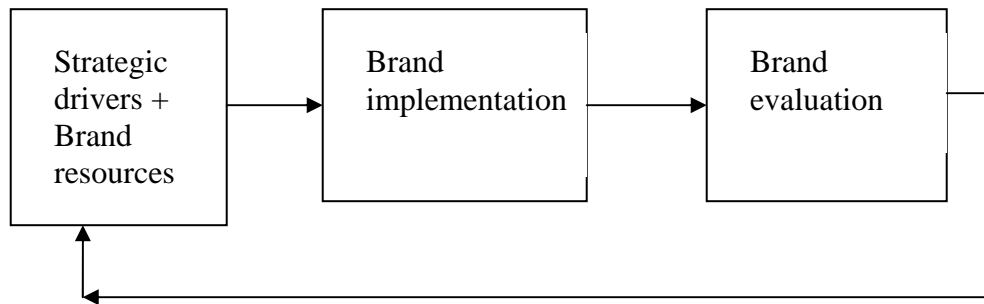 Strategic
drivers +
Brand
resources
Brand
implementation
Brand
evaluation